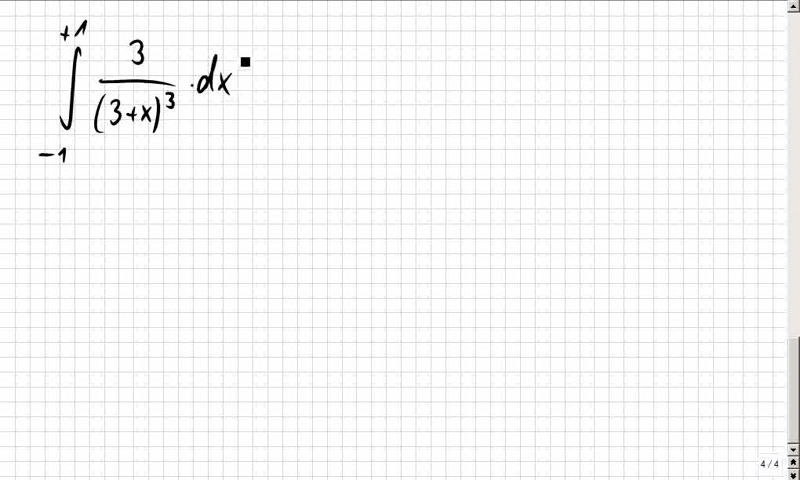 +1
∫ 3/(3+x)^3 · dx
-1
4 / 4